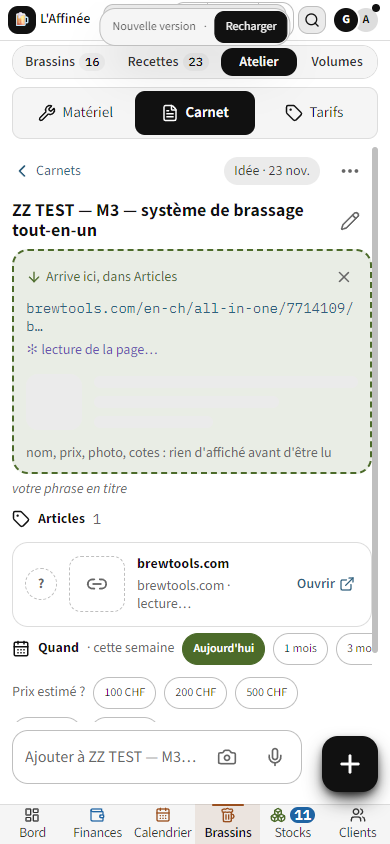 L'Affinée
Nouvelle version ·
Recharger
G
A
Brassins 16
Recettes 23
Atelier
Volumes
Matériel
Carnet
Tarifs
Carnets
Idée · 23 nov.
ZZ TEST — M3 — système de brassage
tout-en-un
Arrive ici, dans Articles
brewtools.com/en-ch/all-in-one/7714109/
b…
lecture de la page…
nom, prix, photo, cotes : rien d'affiché avant d'être lu
votre phrase en titre
Articles 1
?
brewtools.com
brewtools.com ·
lecture…
Ouvrir
Quand · cette semaine
Aujourd'hui
1 mois
3 mo
Prix estimé ?
100 CHF
200 CHF
500 CHF
Ajouter à ZZ TEST — M3…
Bord
Finances
Calendrier
Brassins
11
Stocks
Clients